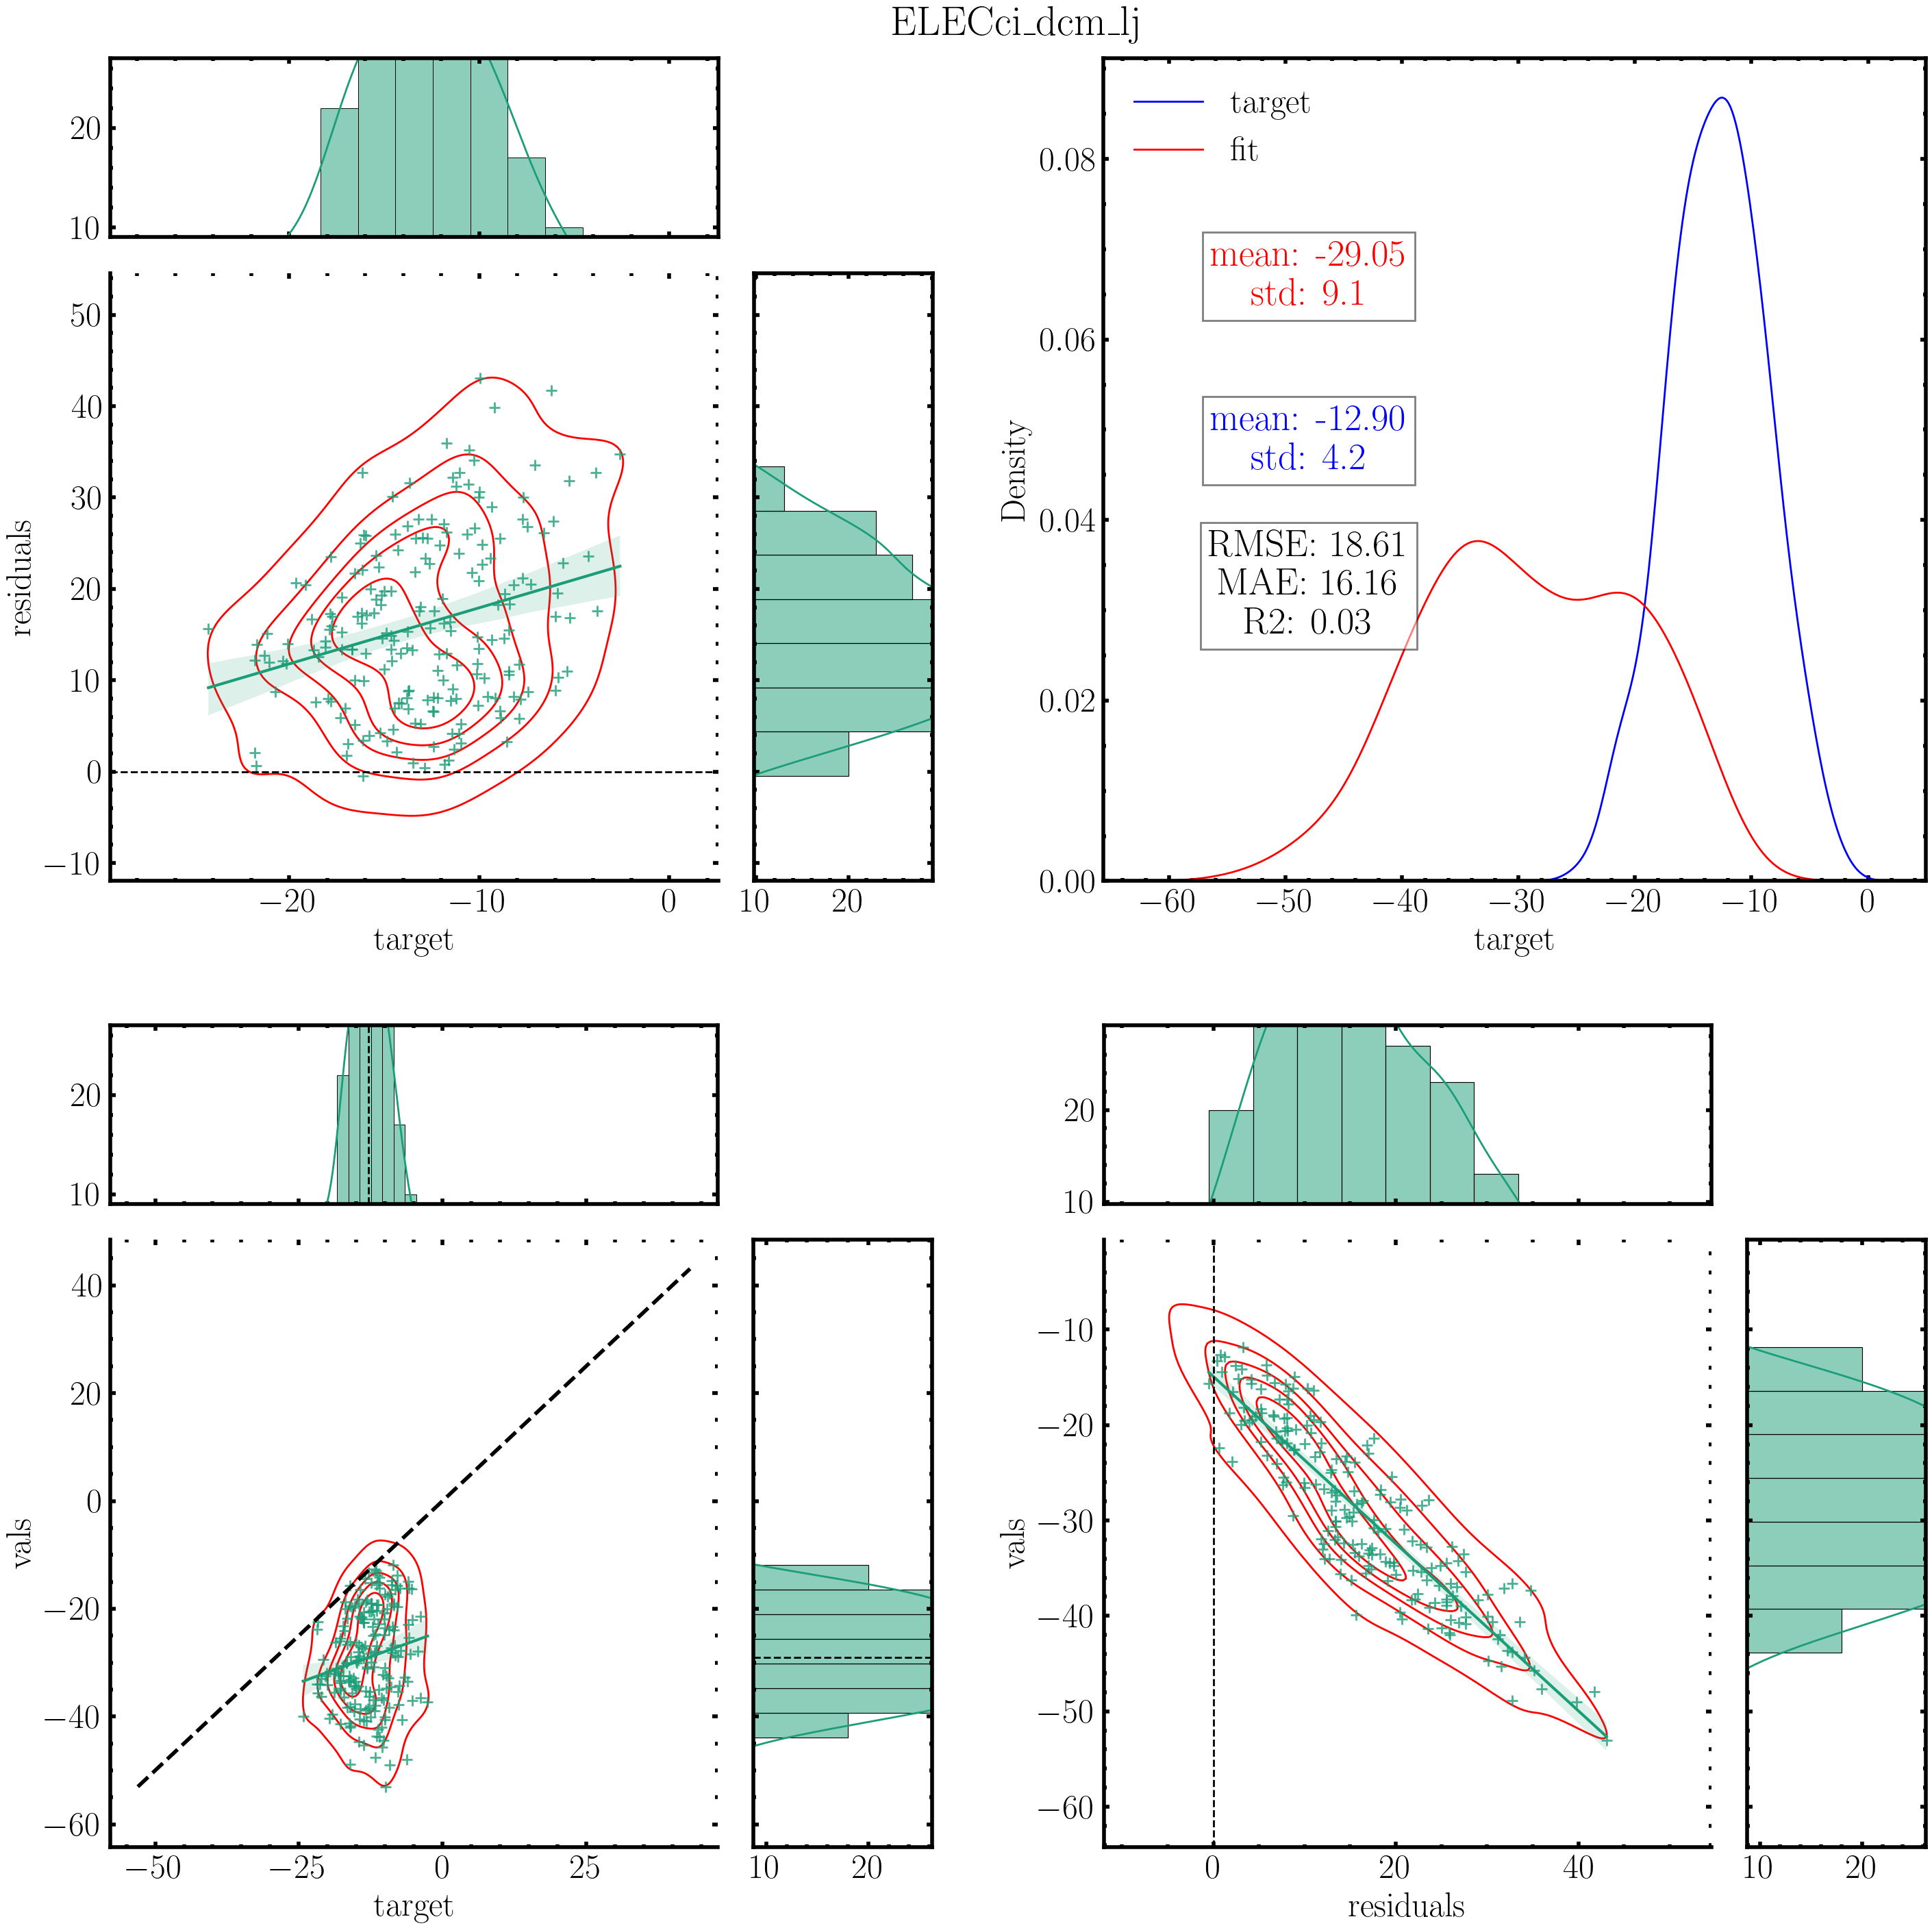 ELECci_dcm_lj
20
10
50
40
30
20
10
0
−10
residuals
−20
−10
0
target
10
20
target
fit
mean: -29.05
std: 9.1
mean: -12.90
std: 4.2
RMSE: 18.61
MAE: 16.16
R2: 0.03
0.08
0.06
0.04
0.02
0.00
Density
−60
−50
−40
−30
−20
−10
0
target
20
10
40
20
0
−20
−40
−60
vals
−50
−25
0
25
target
10
20
20
10
−10
−20
−30
−40
−50
−60
vals
0
20
40
residuals
10
20